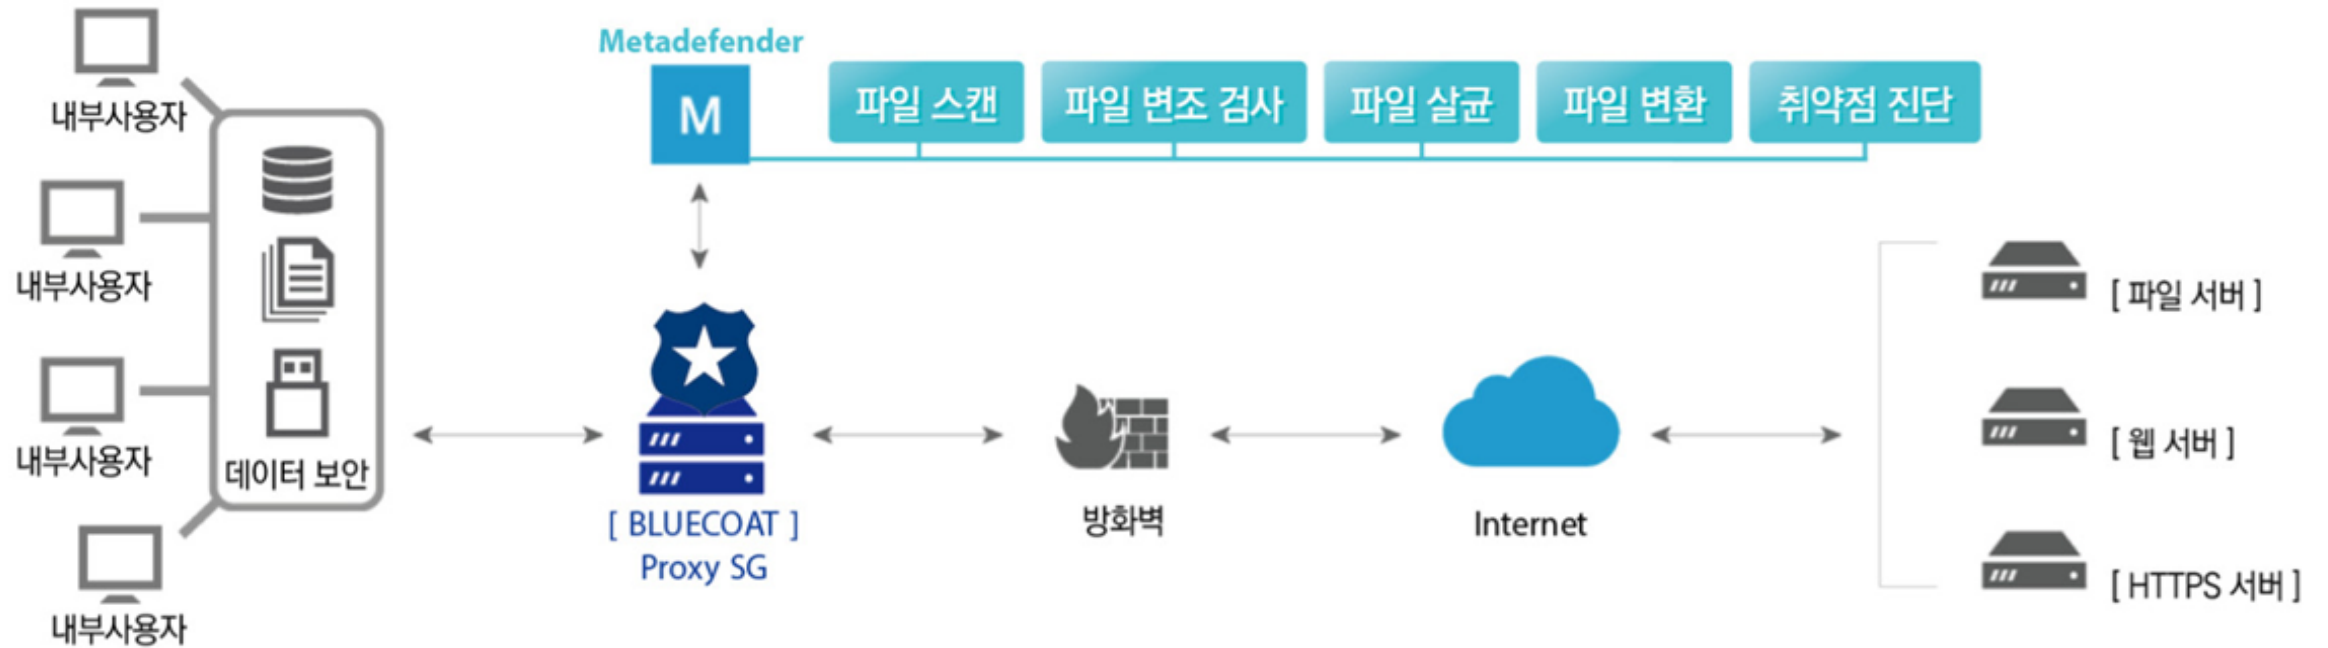 내부사용자
내부사용자
내부사용자
내부사용자
데이터 보안
Metadefender
M
파일 스캔
파일 변조 검사
파일 살균
파일 변환
취약점 진단
[ BLUECOAT ]
Proxy SG
방화벽
Internet
[ 파일 서버 ]
[ 웹 서버 ]
[ HTTPS 서버 ]